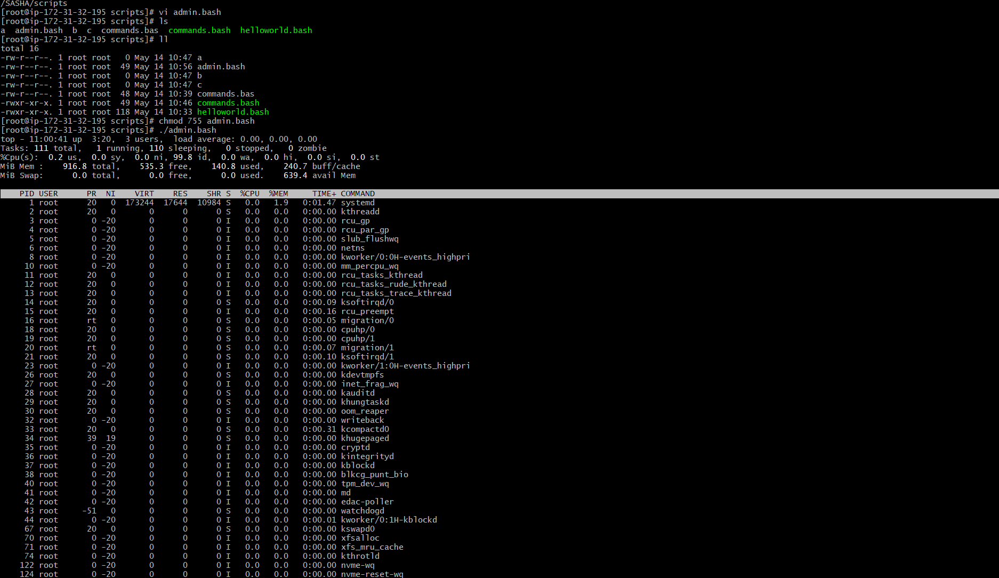 /SASHA/scripts
[root@ip-172-31-32-195 scripts]# vi admin.bash
[root@ip-172-31-32-195 scripts]# ls
a  admin.bash  b  c  commands.bas  commands.bash  helloworld.bash
[root@ip-172-31-32-195 scripts]# ll
total 16
-rw-r--r--. 1 root root   0 May 14 10:47 a
-rw-r--r--. 1 root root  49 May 14 10:56 admin.bash
-rw-r--r--. 1 root root   0 May 14 10:47 b
-rw-r--r--. 1 root root   0 May 14 10:47 c
-rw-r--r--. 1 root root  48 May 14 10:39 commands.bas
-rwxr-xr-x. 1 root root  49 May 14 10:46 commands.bash
-rwxr-xr-x. 1 root root 118 May 14 10:33 helloworld.bash
[root@ip-172-31-32-195 scripts]# chmod 755 admin.bash
[root@ip-172-31-32-195 scripts]# ./admin.bash
top - 11:00:41 up  3:20,  3 users,  load average: 0.00, 0.00, 0.00
Tasks: 111 total,   1 running, 110 sleeping,   0 stopped,   0 zombie
%Cpu(s):  0.2 us,  0.0 sy,  0.0 ni, 99.8 id,  0.0 wa,  0.0 hi,  0.0 si,  0.0 st
MiB Mem :    916.8 total,    535.3 free,    140.8 used,    240.7 buff/cache
MiB Swap:      0.0 total,      0.0 free,      0.0 used.    639.4 avail Mem
    PID USER      PR  NI    VIRT    RES    SHR S  %CPU  %MEM     TIME+ COMMAND
      1 root      20   0  173244  17644  10984 S   0.0   1.9   0:01.47 systemd
      2 root      20   0       0      0      0 S   0.0   0.0   0:00.00 kthreadd
      3 root       0 -20       0      0      0 I   0.0   0.0   0:00.00 rcu_gp
      4 root       0 -20       0      0      0 I   0.0   0.0   0:00.00 rcu_par_gp
      5 root       0 -20       0      0      0 I   0.0   0.0   0:00.00 slub_flushwq
      6 root       0 -20       0      0      0 I   0.0   0.0   0:00.00 netns
      8 root       0 -20       0      0      0 I   0.0   0.0   0:00.00 kworker/0:0H-events_highpri
     10 root       0 -20       0      0      0 I   0.0   0.0   0:00.00 mm_percpu_wq
     11 root      20   0       0      0      0 I   0.0   0.0   0:00.00 rcu_tasks_kthread
     12 root      20   0       0      0      0 I   0.0   0.0   0:00.00 rcu_tasks_rude_kthread
     13 root      20   0       0      0      0 I   0.0   0.0   0:00.00 rcu_tasks_trace_kthread
     14 root      20   0       0      0      0 S   0.0   0.0   0:00.09 ksoftirqd/0
     15 root      20   0       0      0      0 I   0.0   0.0   0:00.16 rcu_preempt
     16 root      rt   0       0      0      0 S   0.0   0.0   0:00.05 migration/0
     18 root      20   0       0      0      0 S   0.0   0.0   0:00.00 cpuhp/0
     19 root      20   0       0      0      0 S   0.0   0.0   0:00.00 cpuhp/1
     20 root      rt   0       0      0      0 S   0.0   0.0   0:00.07 migration/1
     21 root      20   0       0      0      0 S   0.0   0.0   0:00.10 ksoftirqd/1
     23 root       0 -20       0      0      0 I   0.0   0.0   0:00.00 kworker/1:0H-events_highpri
     26 root      20   0       0      0      0 S   0.0   0.0   0:00.00 kdevtmpfs
     27 root       0 -20       0      0      0 I   0.0   0.0   0:00.00 inet_frag_wq
     28 root      20   0       0      0      0 S   0.0   0.0   0:00.00 kauditd
     29 root      20   0       0      0      0 S   0.0   0.0   0:00.00 khungtaskd
     30 root      20   0       0      0      0 S   0.0   0.0   0:00.00 oom_reaper
     32 root       0 -20       0      0      0 I   0.0   0.0   0:00.00 writeback
     33 root      20   0       0      0      0 S   0.0   0.0   0:00.31 kcompactd0
     34 root      39  19       0      0      0 S   0.0   0.0   0:00.00 khugepaged
     35 root       0 -20       0      0      0 I   0.0   0.0   0:00.00 cryptd
     36 root       0 -20       0      0      0 I   0.0   0.0   0:00.00 kintegrityd
     37 root       0 -20       0      0      0 I   0.0   0.0   0:00.00 kblockd
     38 root       0 -20       0      0      0 I   0.0   0.0   0:00.00 blkcg_punt_bio
     40 root       0 -20       0      0      0 I   0.0   0.0   0:00.00 tpm_dev_wq
     41 root       0 -20       0      0      0 I   0.0   0.0   0:00.00 md
     42 root       0 -20       0      0      0 I   0.0   0.0   0:00.00 edac-poller
     43 root     -51   0       0      0      0 S   0.0   0.0   0:00.00 watchdogd
     44 root       0 -20       0      0      0 I   0.0   0.0   0:00.01 kworker/0:1H-kblockd
     67 root      20   0       0      0      0 S   0.0   0.0   0:00.00 kswapd0
     70 root       0 -20       0      0      0 I   0.0   0.0   0:00.00 xfsalloc
     71 root       0 -20       0      0      0 I   0.0   0.0   0:00.00 xfs_mru_cache
     74 root       0 -20       0      0      0 I   0.0   0.0   0:00.00 kthrotld
    122 root       0 -20       0      0      0 I   0.0   0.0   0:00.00 nvme-wq
    124 root       0 -20       0      0      0 I   0.0   0.0   0:00.00 nvme-reset-wq